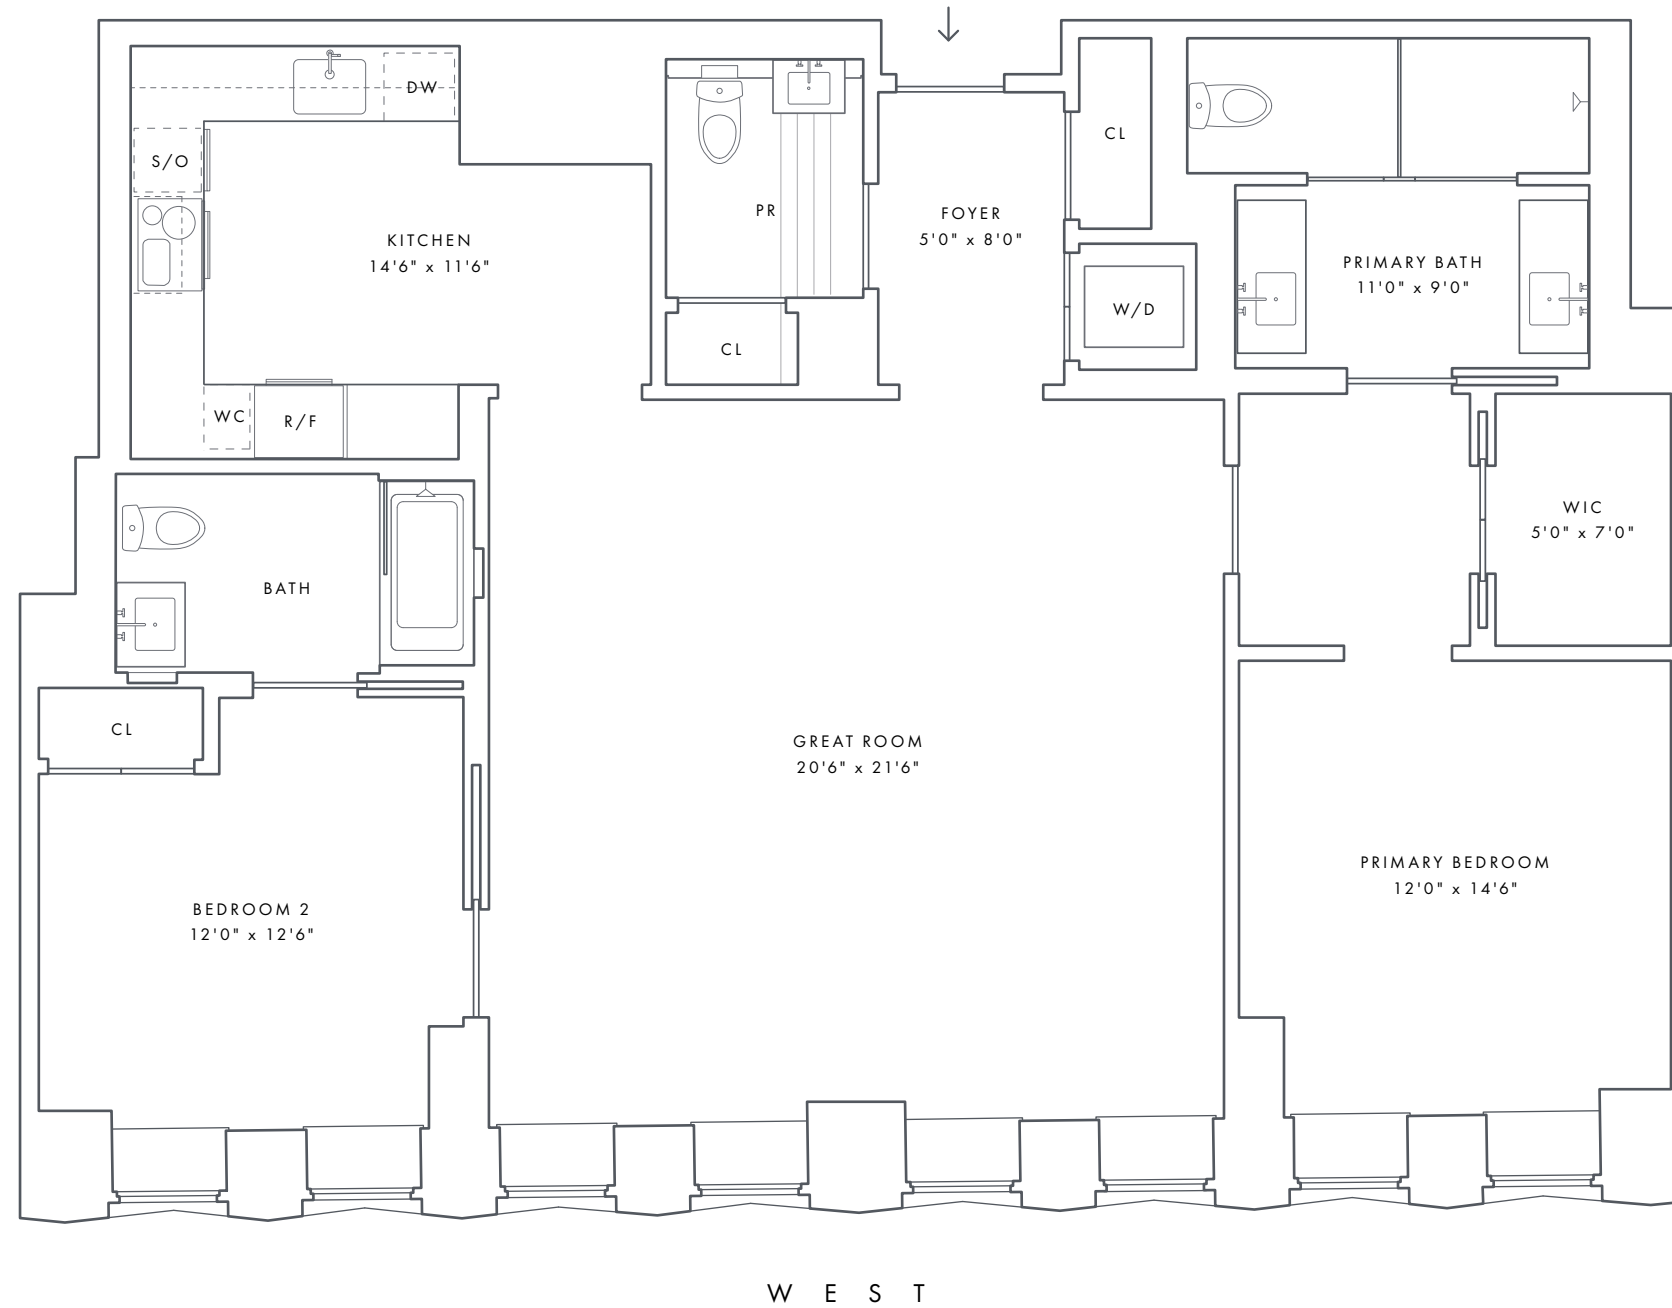 DW
S/O
CL
PR
FOYER
5'0" x 8'0"
KITCHEN
14'6" x 11'6"
PRIMARY BATH
11'0" x 9'0"
W/D
CL
WC
R/F
WIC
5'0" x 7'0"
BATH
CL
GREAT ROOM
20'6" x 21'6"
PRIMARY BEDROOM
12'0" x 14'6"
BEDROOM 2
12'0" x 12'6"
WEST